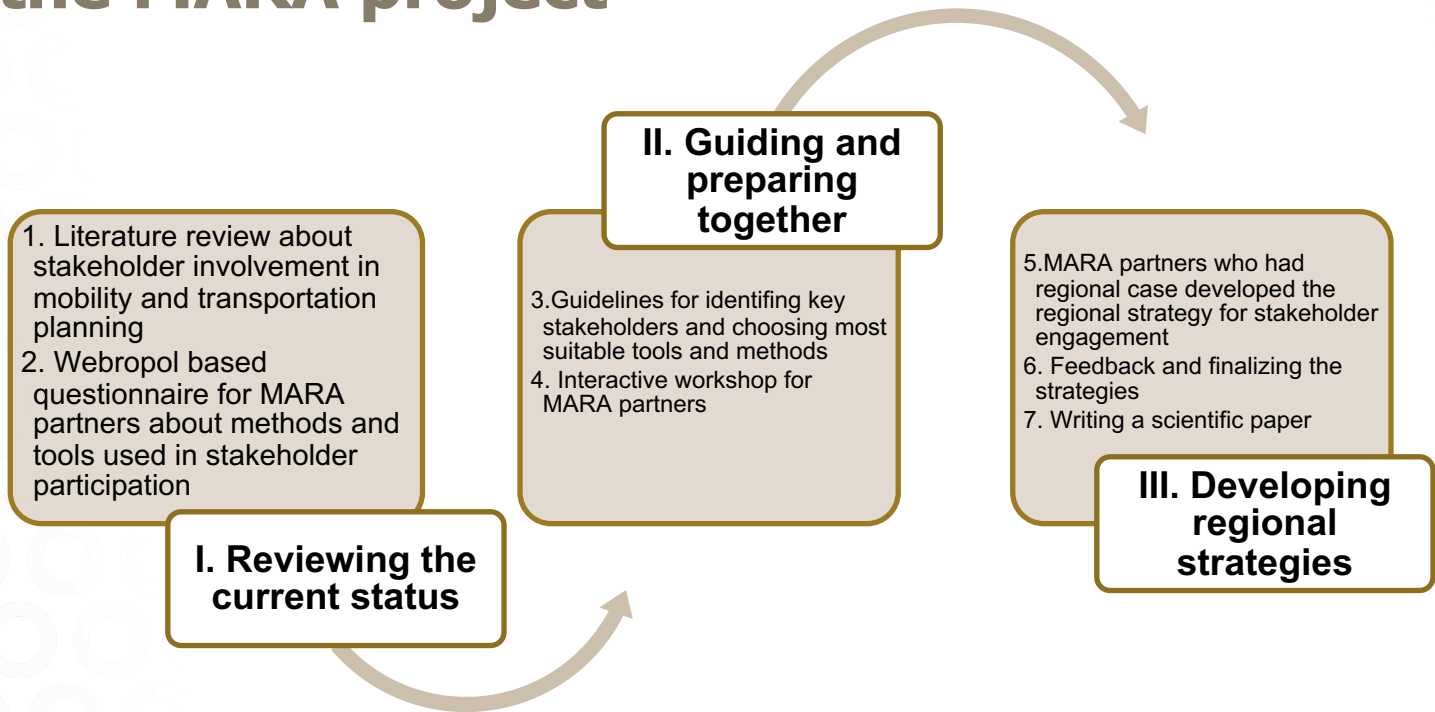 the MARA project
1. Literature review about
stakeholder involvement in
mobility and transportation
planning
2. Webropol based
questionnaire for MARA
partners about methods and
tools used in stakeholder
participation
I. Reviewing the
current status
II. Guiding and
preparing
together
3.Guidelines for identifing key
stakeholders and choosing most
suitable tools and methods
4. Interactive workshop for
MARA partners
5.MARA partners who had
regional case developed the
regional strategy for stakeholder
engagement
6. Feedback and finalizing the
strategies
7. Writing a scientific paper
III. Developing
regional
strategies